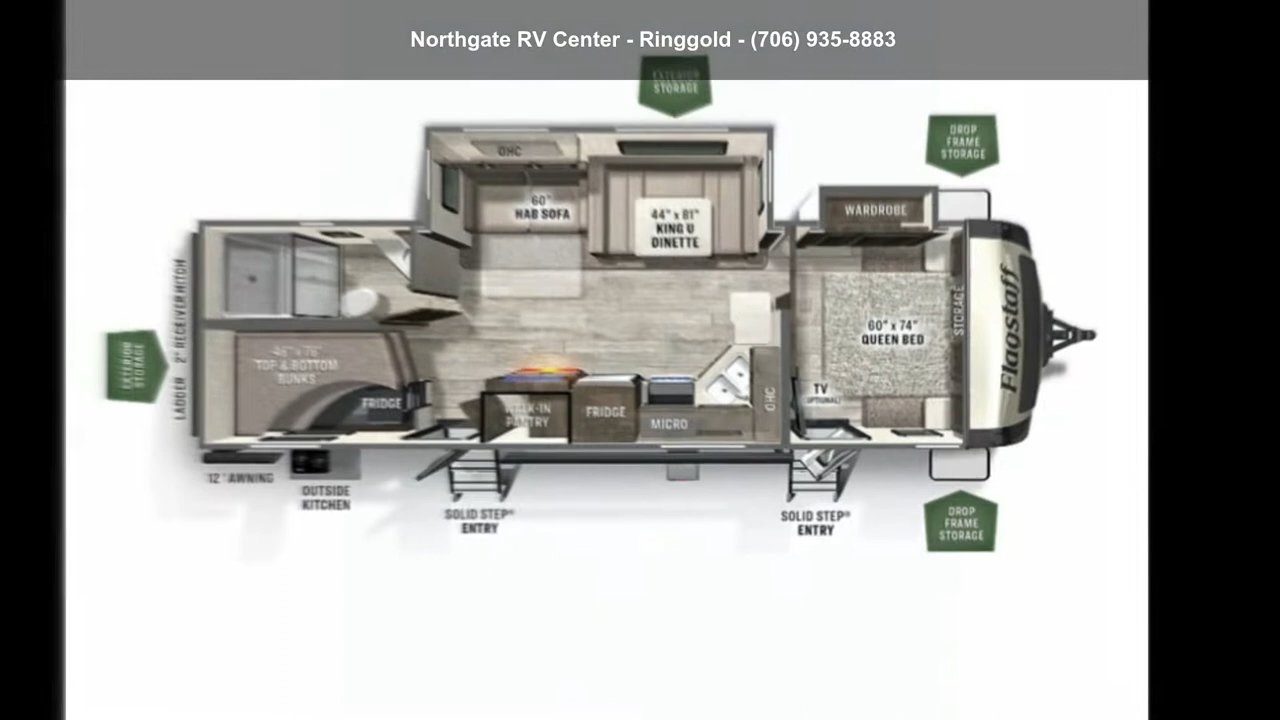 Northgate RV Center - Ringgold - (706) 935-8883
EXTERIOR
STORAGE
DROP
FRAME
STORAGE
OHC
60"
HAB SOFA
44" x 81"
KING U
DINETTE
WARDROBE
EXTERIOR
STORAGE
LADDER 2" RECEIVER HITCH
TOP & BOTTOM
BUNKS
FRIDGE
WALK-IN
PANTRY
FRIDGE
MICRO
OHC
60" x 74"
QUEEN BED
STORAGE
Flagstaff
TV
(OPTIONAL)
12' AWNING
OUTSIDE
KITCHEN
SOLID STEP®
ENTRY
SOLID STEP®
ENTRY
DROP
FRAME
STORAGE